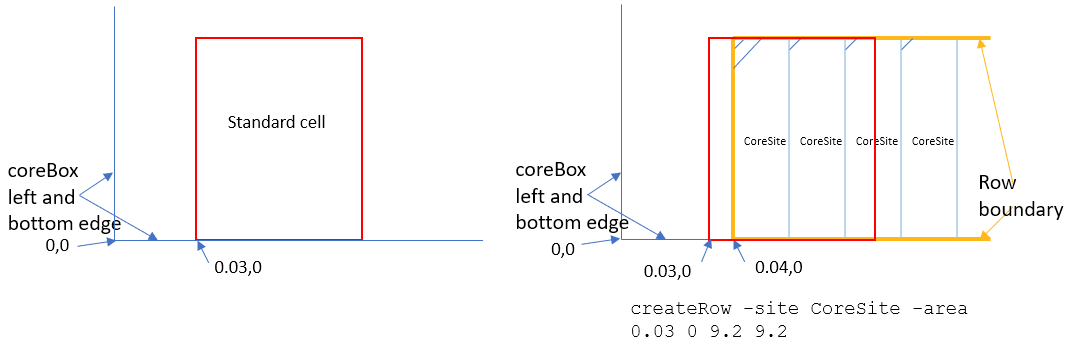 Standard cell
coreBox
left and
bottom edge
0,0
0.03,0
CoreSite
CoreSite
CoreSite
CoreSite
coreBox
left and
bottom edge
0,0
Row
boundary
0.03,0
0.04,0
createRow –site CoreSite –area
0.03 0 9.2 9.2